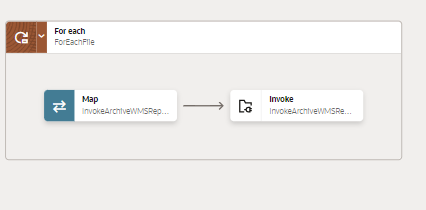 For each
ForEachFile
Map
InvokeArchiveWMSRep...
Invoke
InvokeArchiveWMSRe...